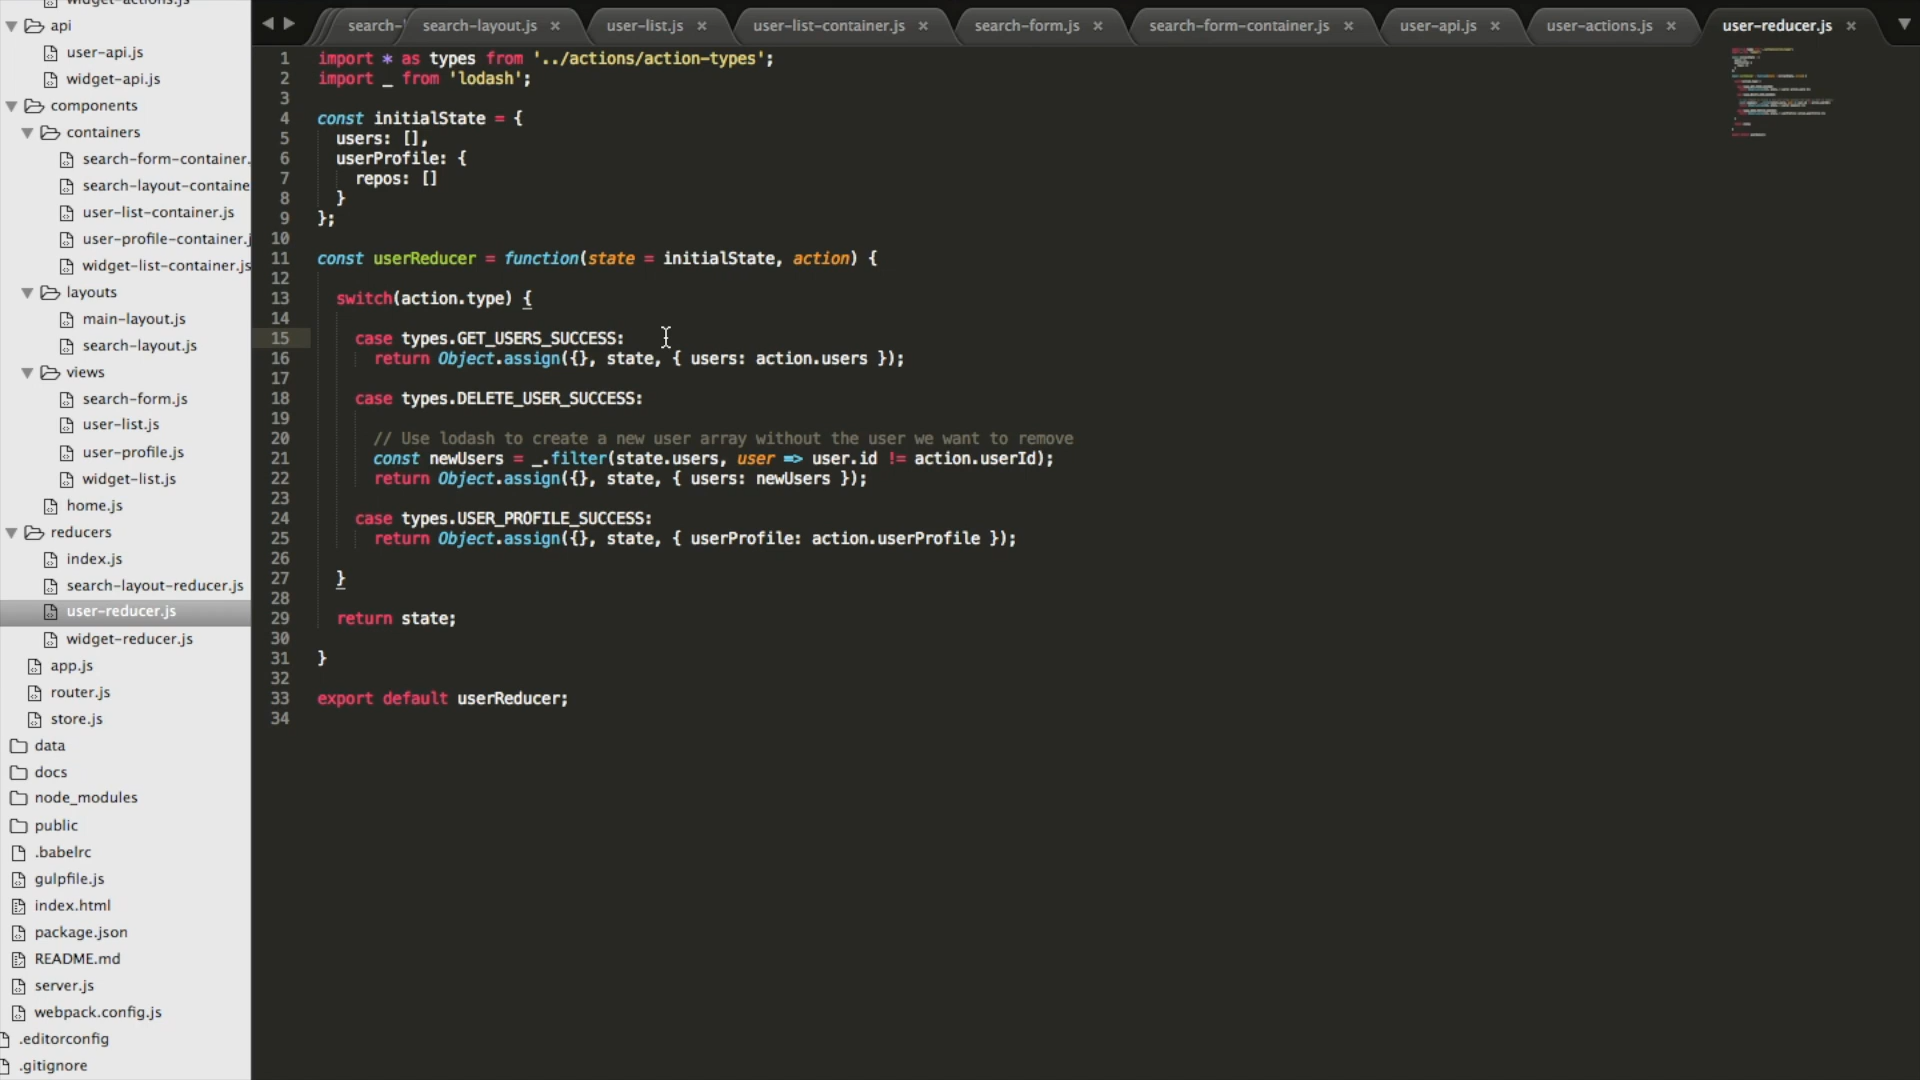 widget-actions.js
api
user-api.js
widget-api.js
components
containers
search-form-container.
search-layout-containe
user-list-container.js
user-profile-container.j
widget-list-container.js
layouts
main-layout.js
search-layout.js
views
search-form.js
user-list.js
user-profile.js
widget-list.js
home.js
reducers
index.js
search-layout-reducer.js
user-reducer.js
widget-reducer.js
app.js
router.js
store.js
data
docs
node_modules
public
.babelrc
gulpfile.js
index.html
package.json
README.md
server.js
webpack.config.js
.editorconfig
.gitignore
search- search-layout.js × user-list.js × user-list-container.js × search-form.js × search-form-container.js × user-api.js × user-actions.js × user-reducer.js ×
1 import * as types from '../actions/action-types';
2 import _ from 'lodash';
3
4 const initialState = {
5 users: [],
6 userProfile: {
7 repos: []
8 }
9 };
10
11 const userReducer = function(state = initialState, action) {
12
13 switch(action.type) {
14
15 case types.GET_USERS_SUCCESS:
16 return Object.assign({}, state, { users: action.users });
17
18 case types.DELETE_USER_SUCCESS:
19
20 // Use lodash to create a new user array without the user we want to remove
21 const newUsers = _.filter(state.users, user => user.id != action.userId);
22 return Object.assign({}, state, { users: newUsers });
23
24 case types.USER_PROFILE_SUCCESS:
25 return Object.assign({}, state, { userProfile: action.userProfile });
26
27 }
28
29 return state;
30
31 }
32
33 export default userReducer;
34